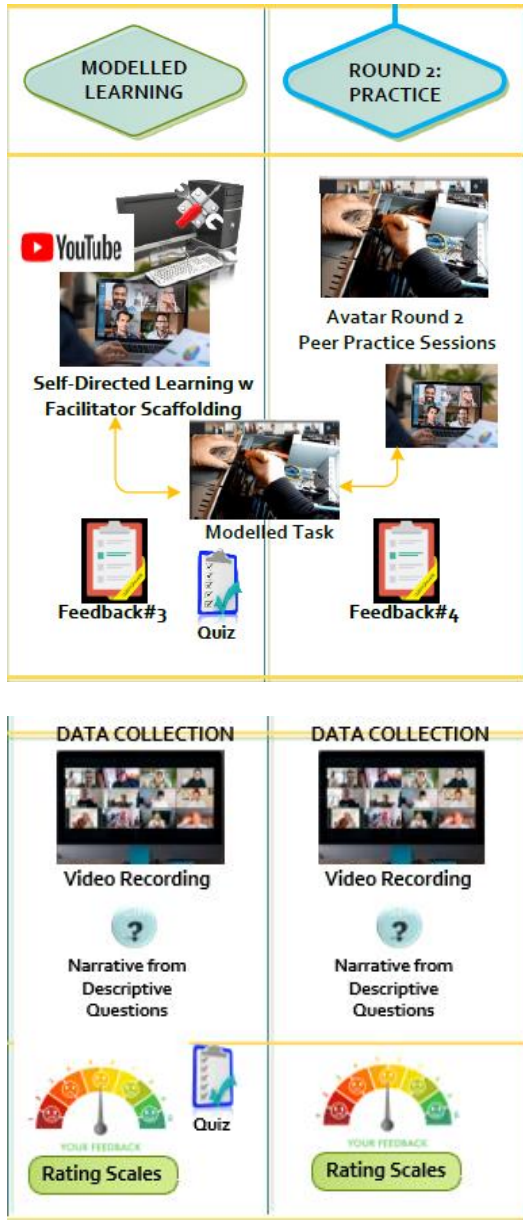 MODELLED
LEARNING
ROUND 2:
PRACTICE
YouTube
Self-Directed Learning w
Facilitator Scaffolding
Avatar Round 2
Peer Practice Sessions
Modelled Task
Feedback#3
Quiz
Feedback#4
DATA COLLECTION
Video Recording
Narrative from
Descriptive
Questions
YOUR FEEDBACK
Rating Scales
Quiz
DATA COLLECTION
Video Recording
?
Narrative from
Descriptive
Questions
YOUR FEEDBACK
Rating Scales